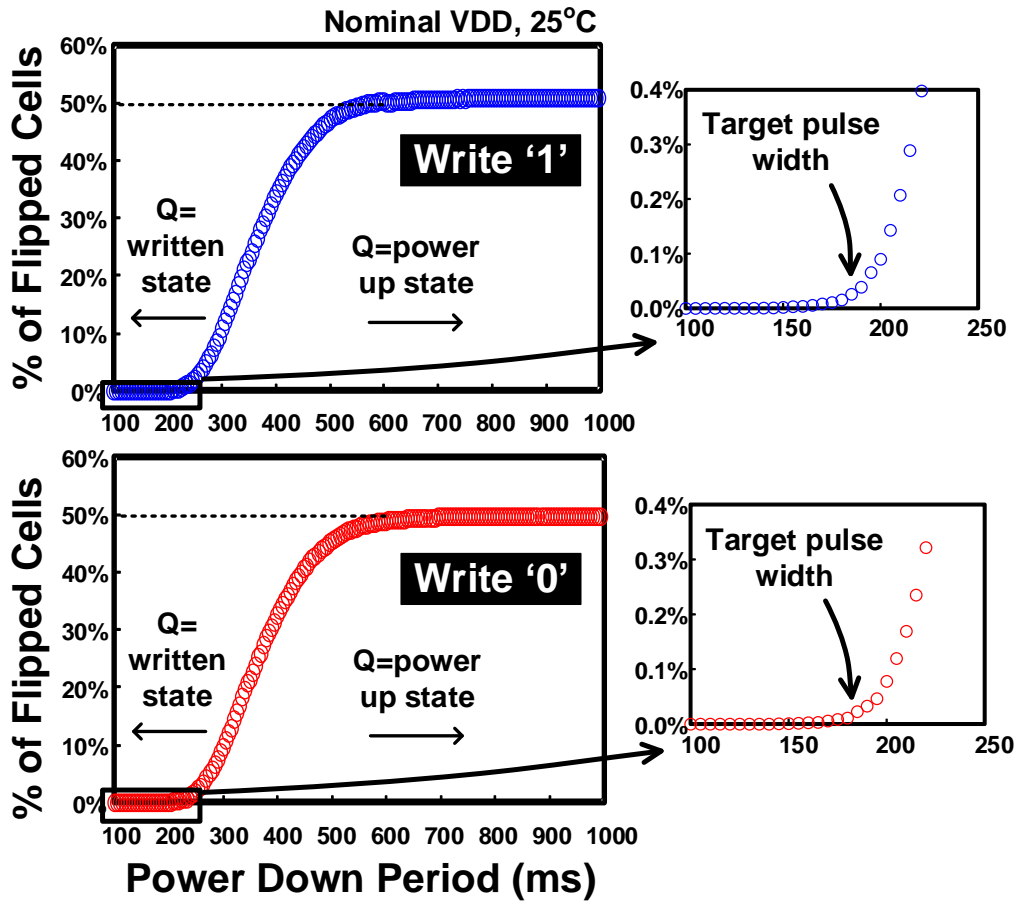 Nominal VDD, 25°C
% of Flipped Cells
60%
50%
40%
30%
20%
10%
0%
Write ‘1’
Q=
written
state
Q=power
up state
100 200 300 400 500 600 700 800 900 1000
0.4%
0.3%
0.2%
0.1%
0.0%
Target pulse
width
100 150 200 250
% of Flipped Cells
60%
50%
40%
30%
20%
10%
0%
Write ‘0’
Q=
written
state
Q=power
up state
100 200 300 400 500 600 700 800 900 1000
0.4%
0.3%
0.2%
0.1%
0.0%
Target pulse
width
100 150 200 250
Power Down Period (ms)